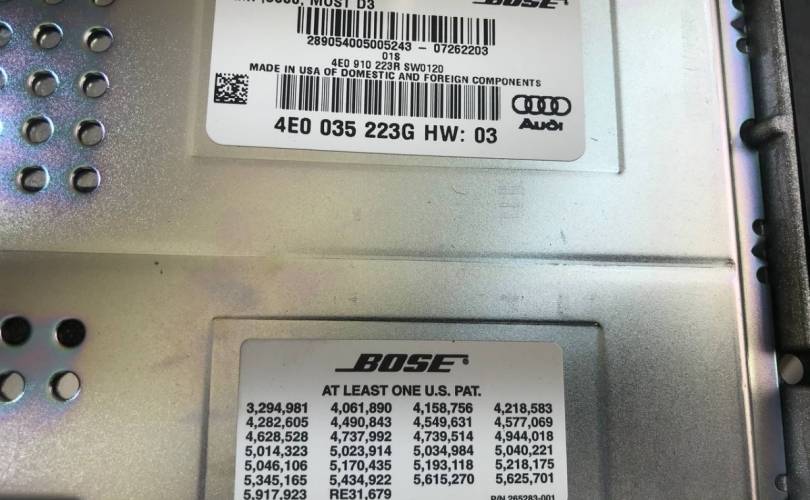 MOST D3
BOSE
289054005005243 - 07262203
01S
4E0 910 223R SW0120
MADE IN USA OF DOMESTIC AND FOREIGN COMPONENTS
4E0 035 223G HW: 03
Audi
BOSE
AT LEAST ONE U.S. PAT.
3,294,981 4,061,890 4,158,756 4,218,583
4,282,605 4,490,843 4,549,631 4,577,069
4,628,528 4,737,992 4,739,514 4,944,018
5,014,323 5,023,914 5,034,984 5,040,221
5,046,106 5,170,435 5,193,118 5,218,175
5,345,165 5,434,922 5,615,270 5,625,701
5,917,923 RE31,679 P/N 265283-001